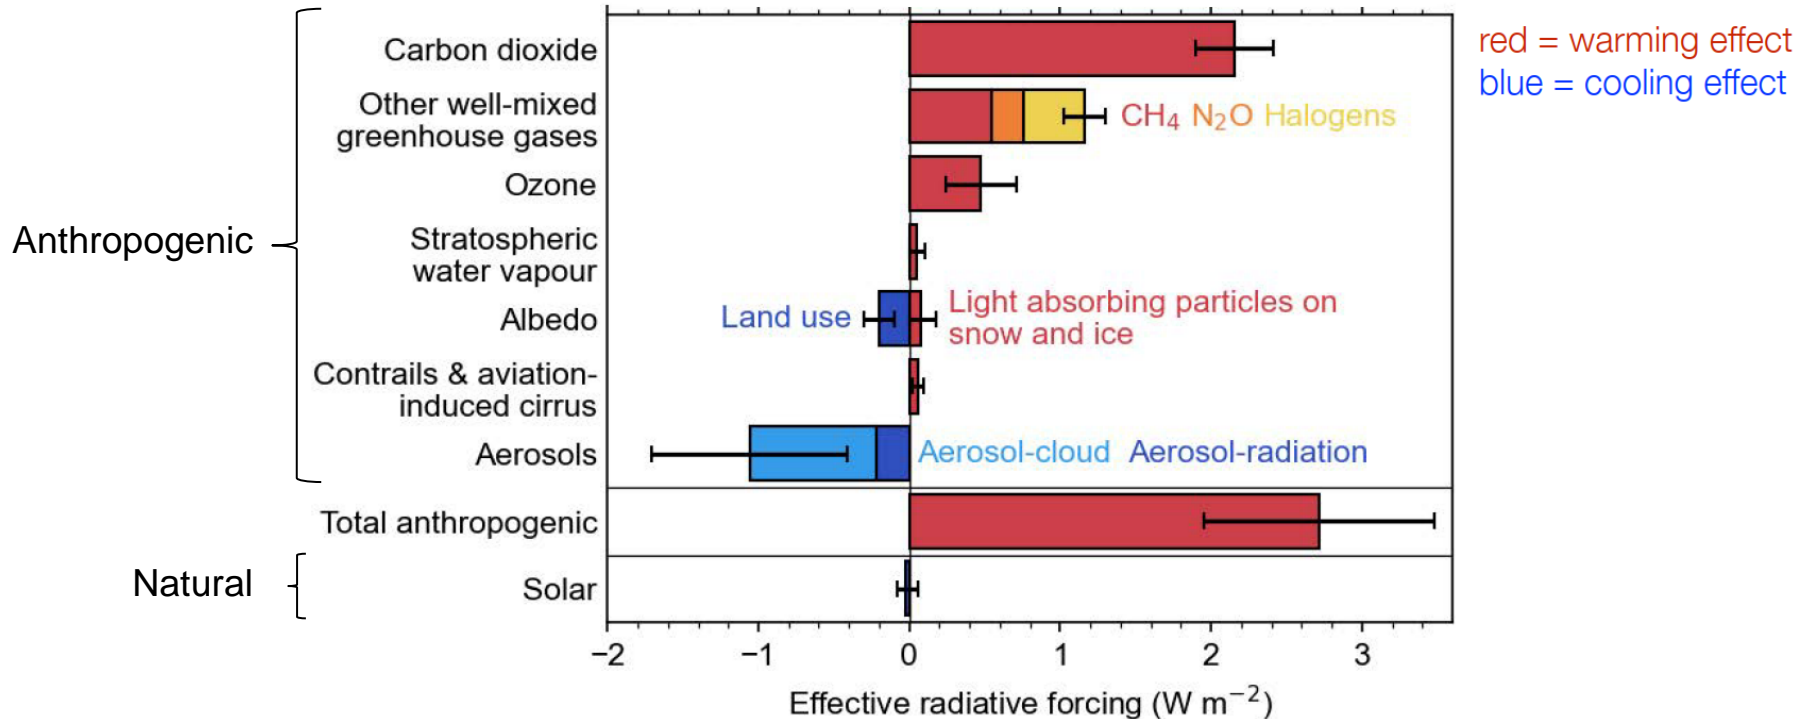 Carbon dioxide
red = warming effect
blue = cooling effect
Other well-mixed
greenhouse gases
CH₄ N₂O Halogens
Ozone
Anthropogenic
Stratospheric
water vapour
Albedo
Land use
Light absorbing particles on
snow and ice
Contrails & aviation-
induced cirrus
Aerosols
Aerosol-cloud Aerosol-radiation
Total anthropogenic
Natural
Solar
−2 −1 0 1 2 3
Effective radiative forcing (W m⁻²)